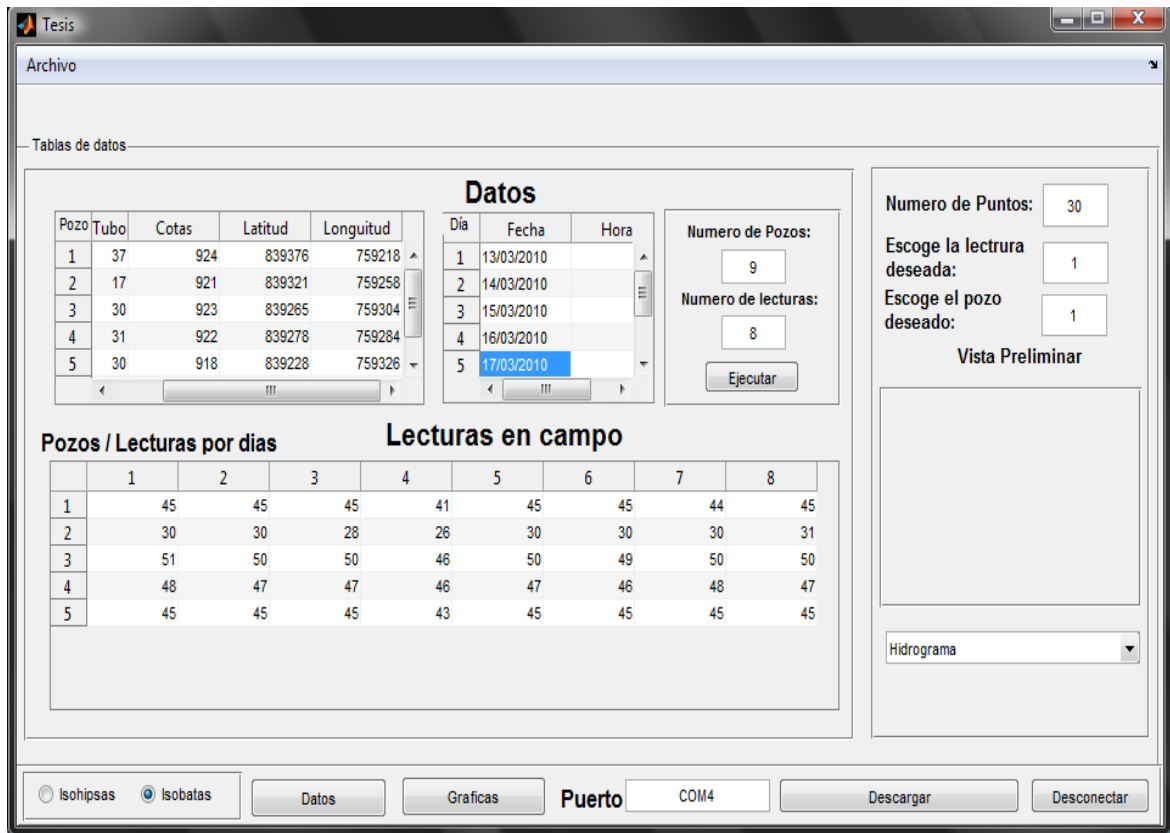 Tesis
Archivo
Tablas de datos
Datos
Pozo Tubo Cotas Latitud Longuitud
1 37 924 839376 759218
2 17 921 839321 759258
3 30 923 839265 759304
4 31 922 839278 759284
5 30 918 839228 759326
Día Fecha Hora
1 13/03/2010
2 14/03/2010
3 15/03/2010
4 16/03/2010
5 17/03/2010
Numero de Pozos:
9
Numero de lecturas:
8
Ejecutar
Pozos / Lecturas por dias
Lecturas en campo
1 2 3 4 5 6 7 8
1 45 45 45 41 45 45 44 45
2 30 30 28 26 30 30 30 31
3 51 50 50 46 50 49 50 50
4 48 47 47 46 47 46 48 47
5 45 45 45 43 45 45 45 45
Numero de Puntos: 30
Escoge la lectrura
deseada: 1
Escoge el pozo
deseado: 1
Vista Preliminar
Hidrograma
Isohipsas Isobatas Datos Graficas Puerto COM4 Descargar Desconectar